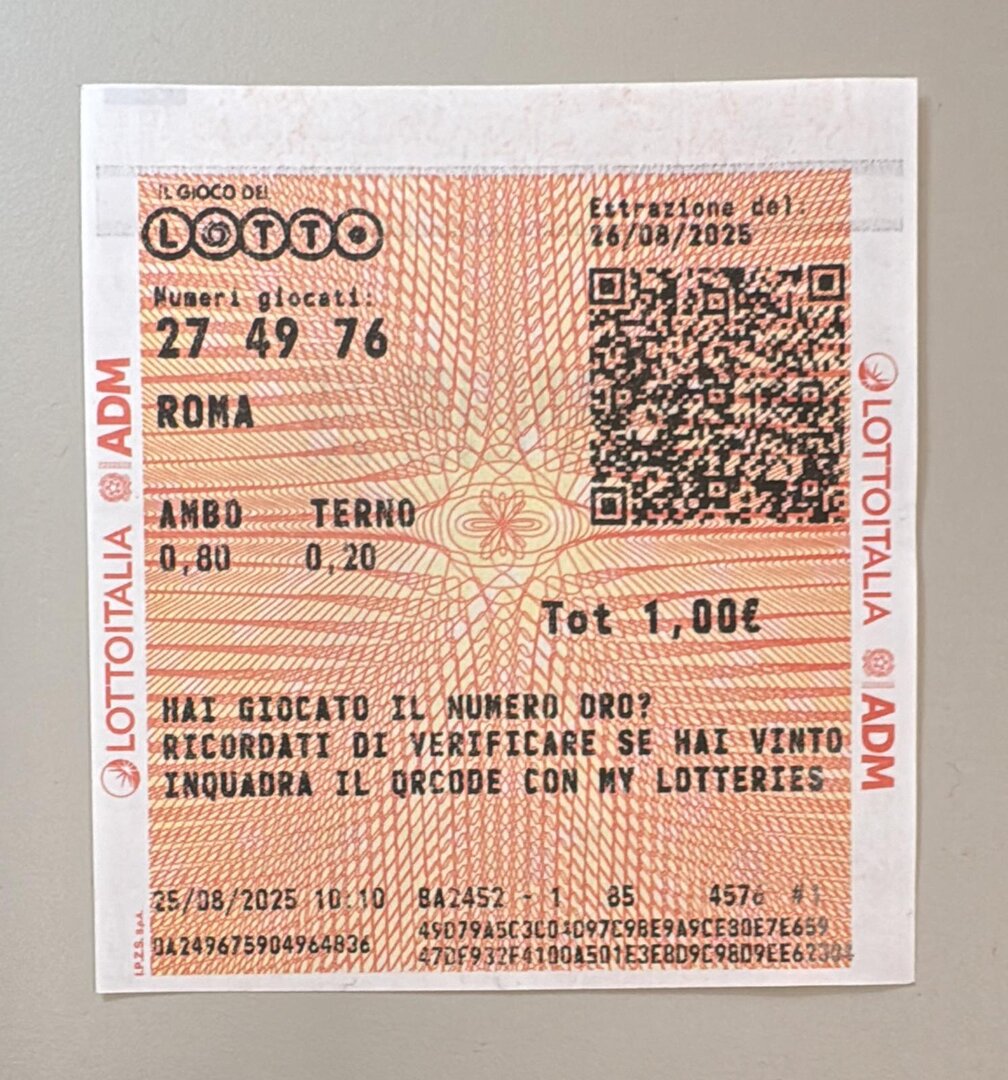 IL GIOCO DEL
LOTTO
Estrazione del:
26/08/2025
Numeri giocati:
27 49 76
ROMA
AMBO TERNO
0,80 0,20
Tot 1,00€
HAI GIOCATO IL NUMERO ORO?
RICORDATI DI VERIFICARE SE HAI VINTO
INQUADRA IL QRCODE CON MY LOTTERIES
25/08/2025 10:10 BA2452 - 1 85 #1
0A249675904964836
LOTTOITALIA ADM
LOTTOITALIA ADM
I.P.Z.S. S.p.A.